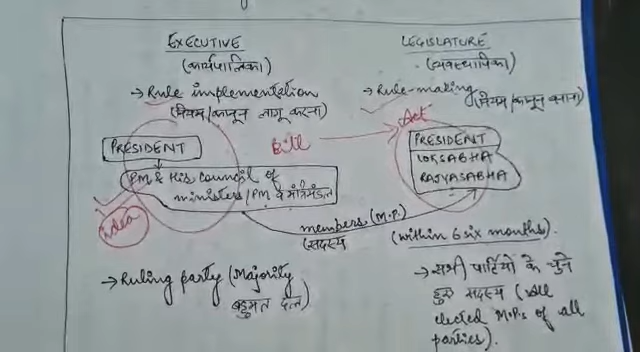 EXECUTIVE
(कार्यपालिका)
→ Rule implementation
(नियम/कानून लागू करना)
PRESIDENT
PM & His Council of
ministers/PM व मंत्रिमंडल
Idea
→ Ruling party (Majority
बहुमत दल)
Bill
Act
members (M.P.)
(सदस्य
LEGISLATURE
(व्यवस्थापिका)
→ Rule-making
(नियम/कानून बनाना)
PRESIDENT
LOKSABHA
RAJYASABHA
(within 6 six months).
→ सभी पार्टियों के चुने
हुए सदस्य (All
elected M.P.s of all
parties).